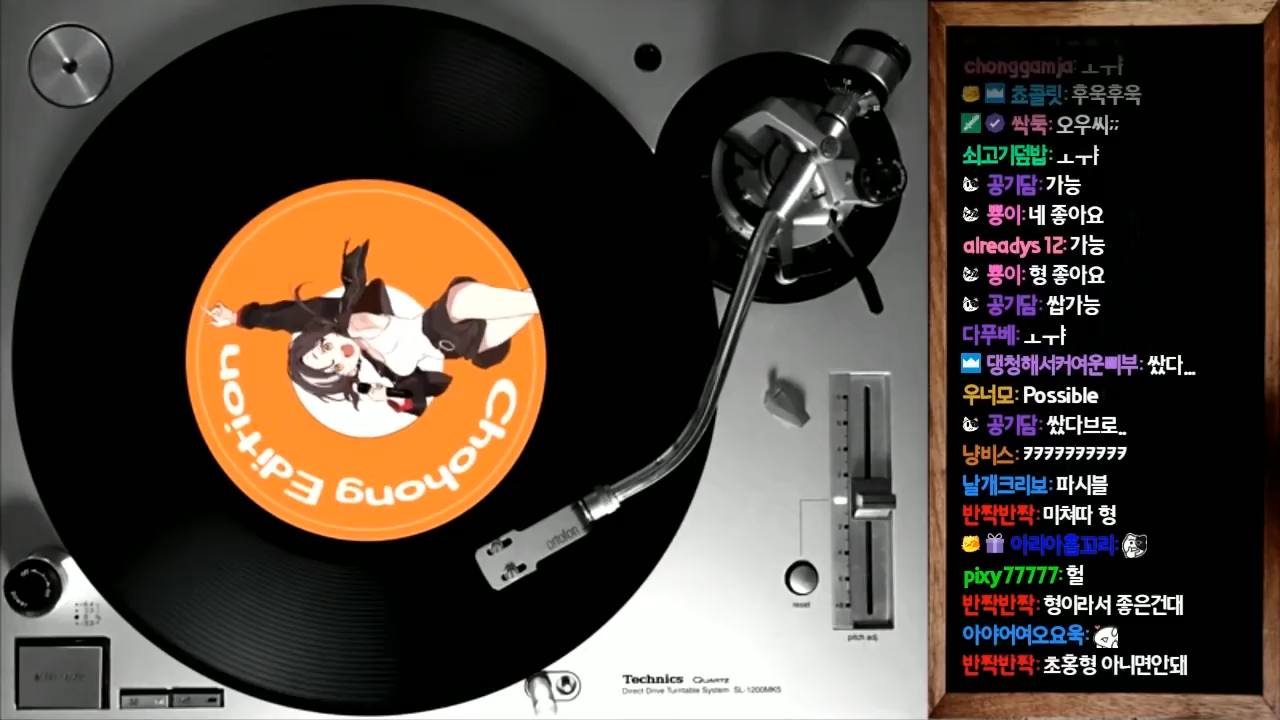 Chohong Edition
ortofon
reset
pitch adj.
Technics QUARTZ
Direct Drive Turntable System SL-1200MK5
chonggamja: ㅗㅜㅑ
쵸콜릿: 후욱후욱
싹둑: 오우씨;;
쇠고기덤밥: ㅗㅜㅑ
공기담: 가능
뿅이: 네 좋아요
alreadys12: 가능
뿅이: 형 좋아요
공기담: 쌉가능
다푸베: ㅗㅜㅑ
댕청해서커여운삐부: 쌌다...
우너모: Possible
공기담: 쌌다브로..
냥비스: ㅋㅋㅋㅋㅋㅋㅋㅋㅋㅋ
날개크리보: 파시블
반짝반짝: 미쳐따 형
아리아홉꼬리:
pixy77777: 헐
반짝반짝: 형이라서 좋은건대
아야어여오요욱:
반짝반짝: 초홍형 아니면안돼